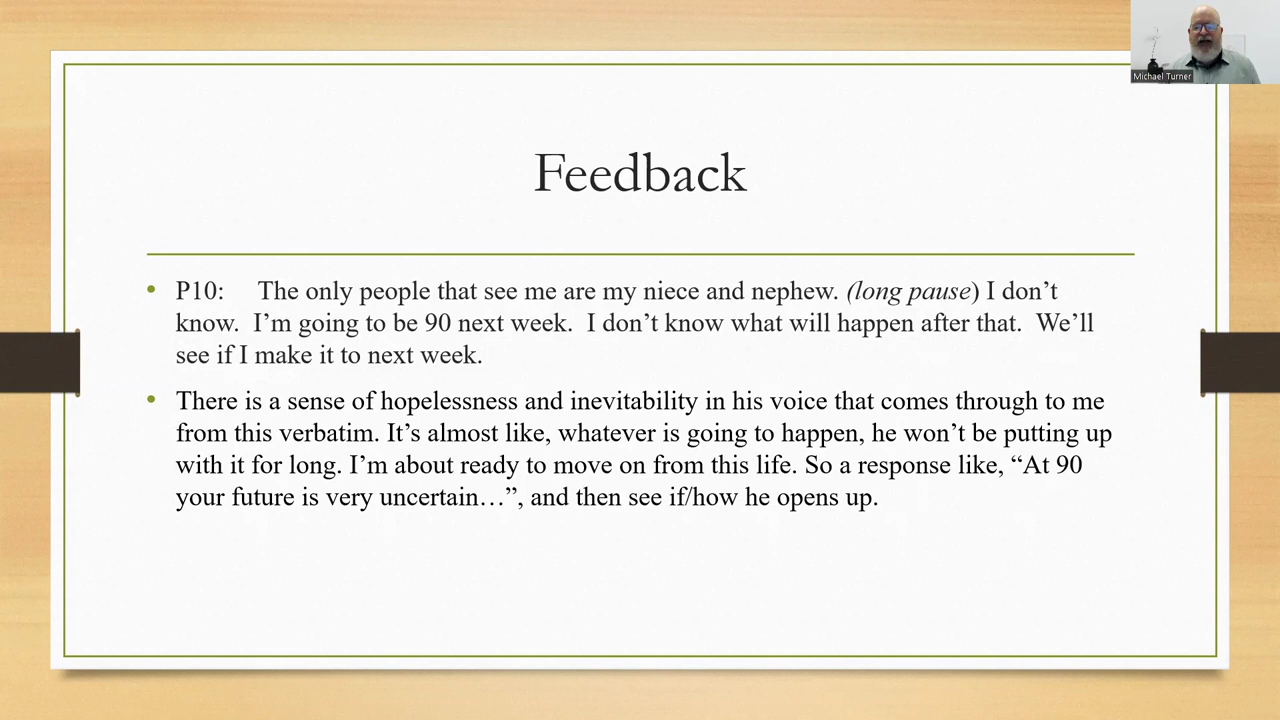 Michael Turner
Feedback
• P10: The only people that see me are my niece and nephew. (long pause) I don’t
know. I’m going to be 90 next week. I don’t know what will happen after that. We’ll
see if I make it to next week.
• There is a sense of hopelessness and inevitability in his voice that comes through to me
from this verbatim. It’s almost like, whatever is going to happen, he won’t be putting up
with it for long. I’m about ready to move on from this life. So a response like, “At 90
your future is very uncertain…”, and then see if/how he opens up.